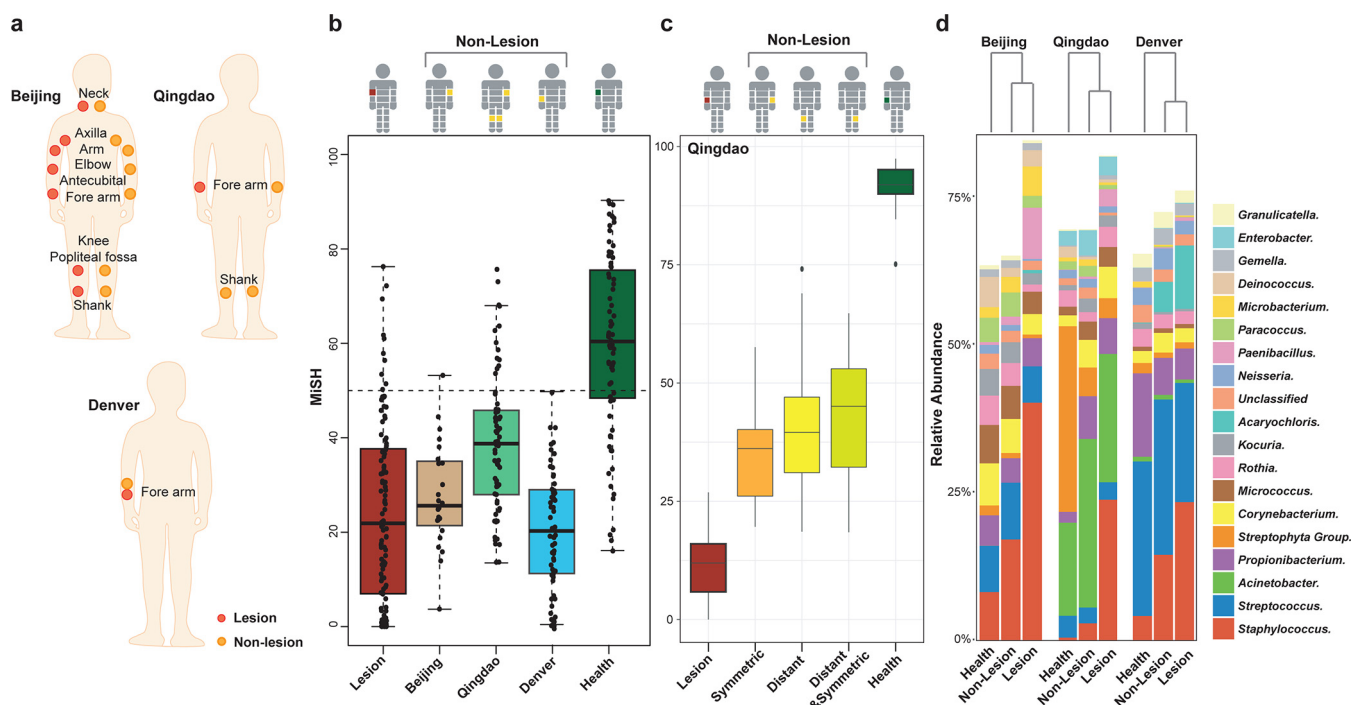 a
Beijing
Neck
Axilla
Arm
Elbow
Antecubital
Fore arm
Knee
Popliteal fossa
Shank
Qingdao
Fore arm
Shank
Denver
Fore arm
Lesion
Non-lesion
b
Non-Lesion
MiSH
100
80
60
40
20
0
Lesion
Beijing
Qingdao
Denver
Health
c
Non-Lesion
Qingdao
100
75
50
25
0
Lesion
Symmetric
Distant
Distant
&Symmetric
Health
d
Beijing Qingdao Denver
Relative Abundance
75%
50%
25%
0%
Health
Non-Lesion
Lesion
Health
Non-Lesion
Lesion
Health
Non-Lesion
Lesion
Granulicatella.
Enterobacter.
Gemella.
Deinococcus.
Microbacterium.
Paracoccus.
Paenibacillus.
Neisseria.
Unclassified
Acaryochloris.
Kocuria.
Rothia.
Micrococcus.
Corynebacterium.
Streptophyta Group.
Propionibacterium.
Acinetobacter.
Streptococcus.
Staphylococcus.